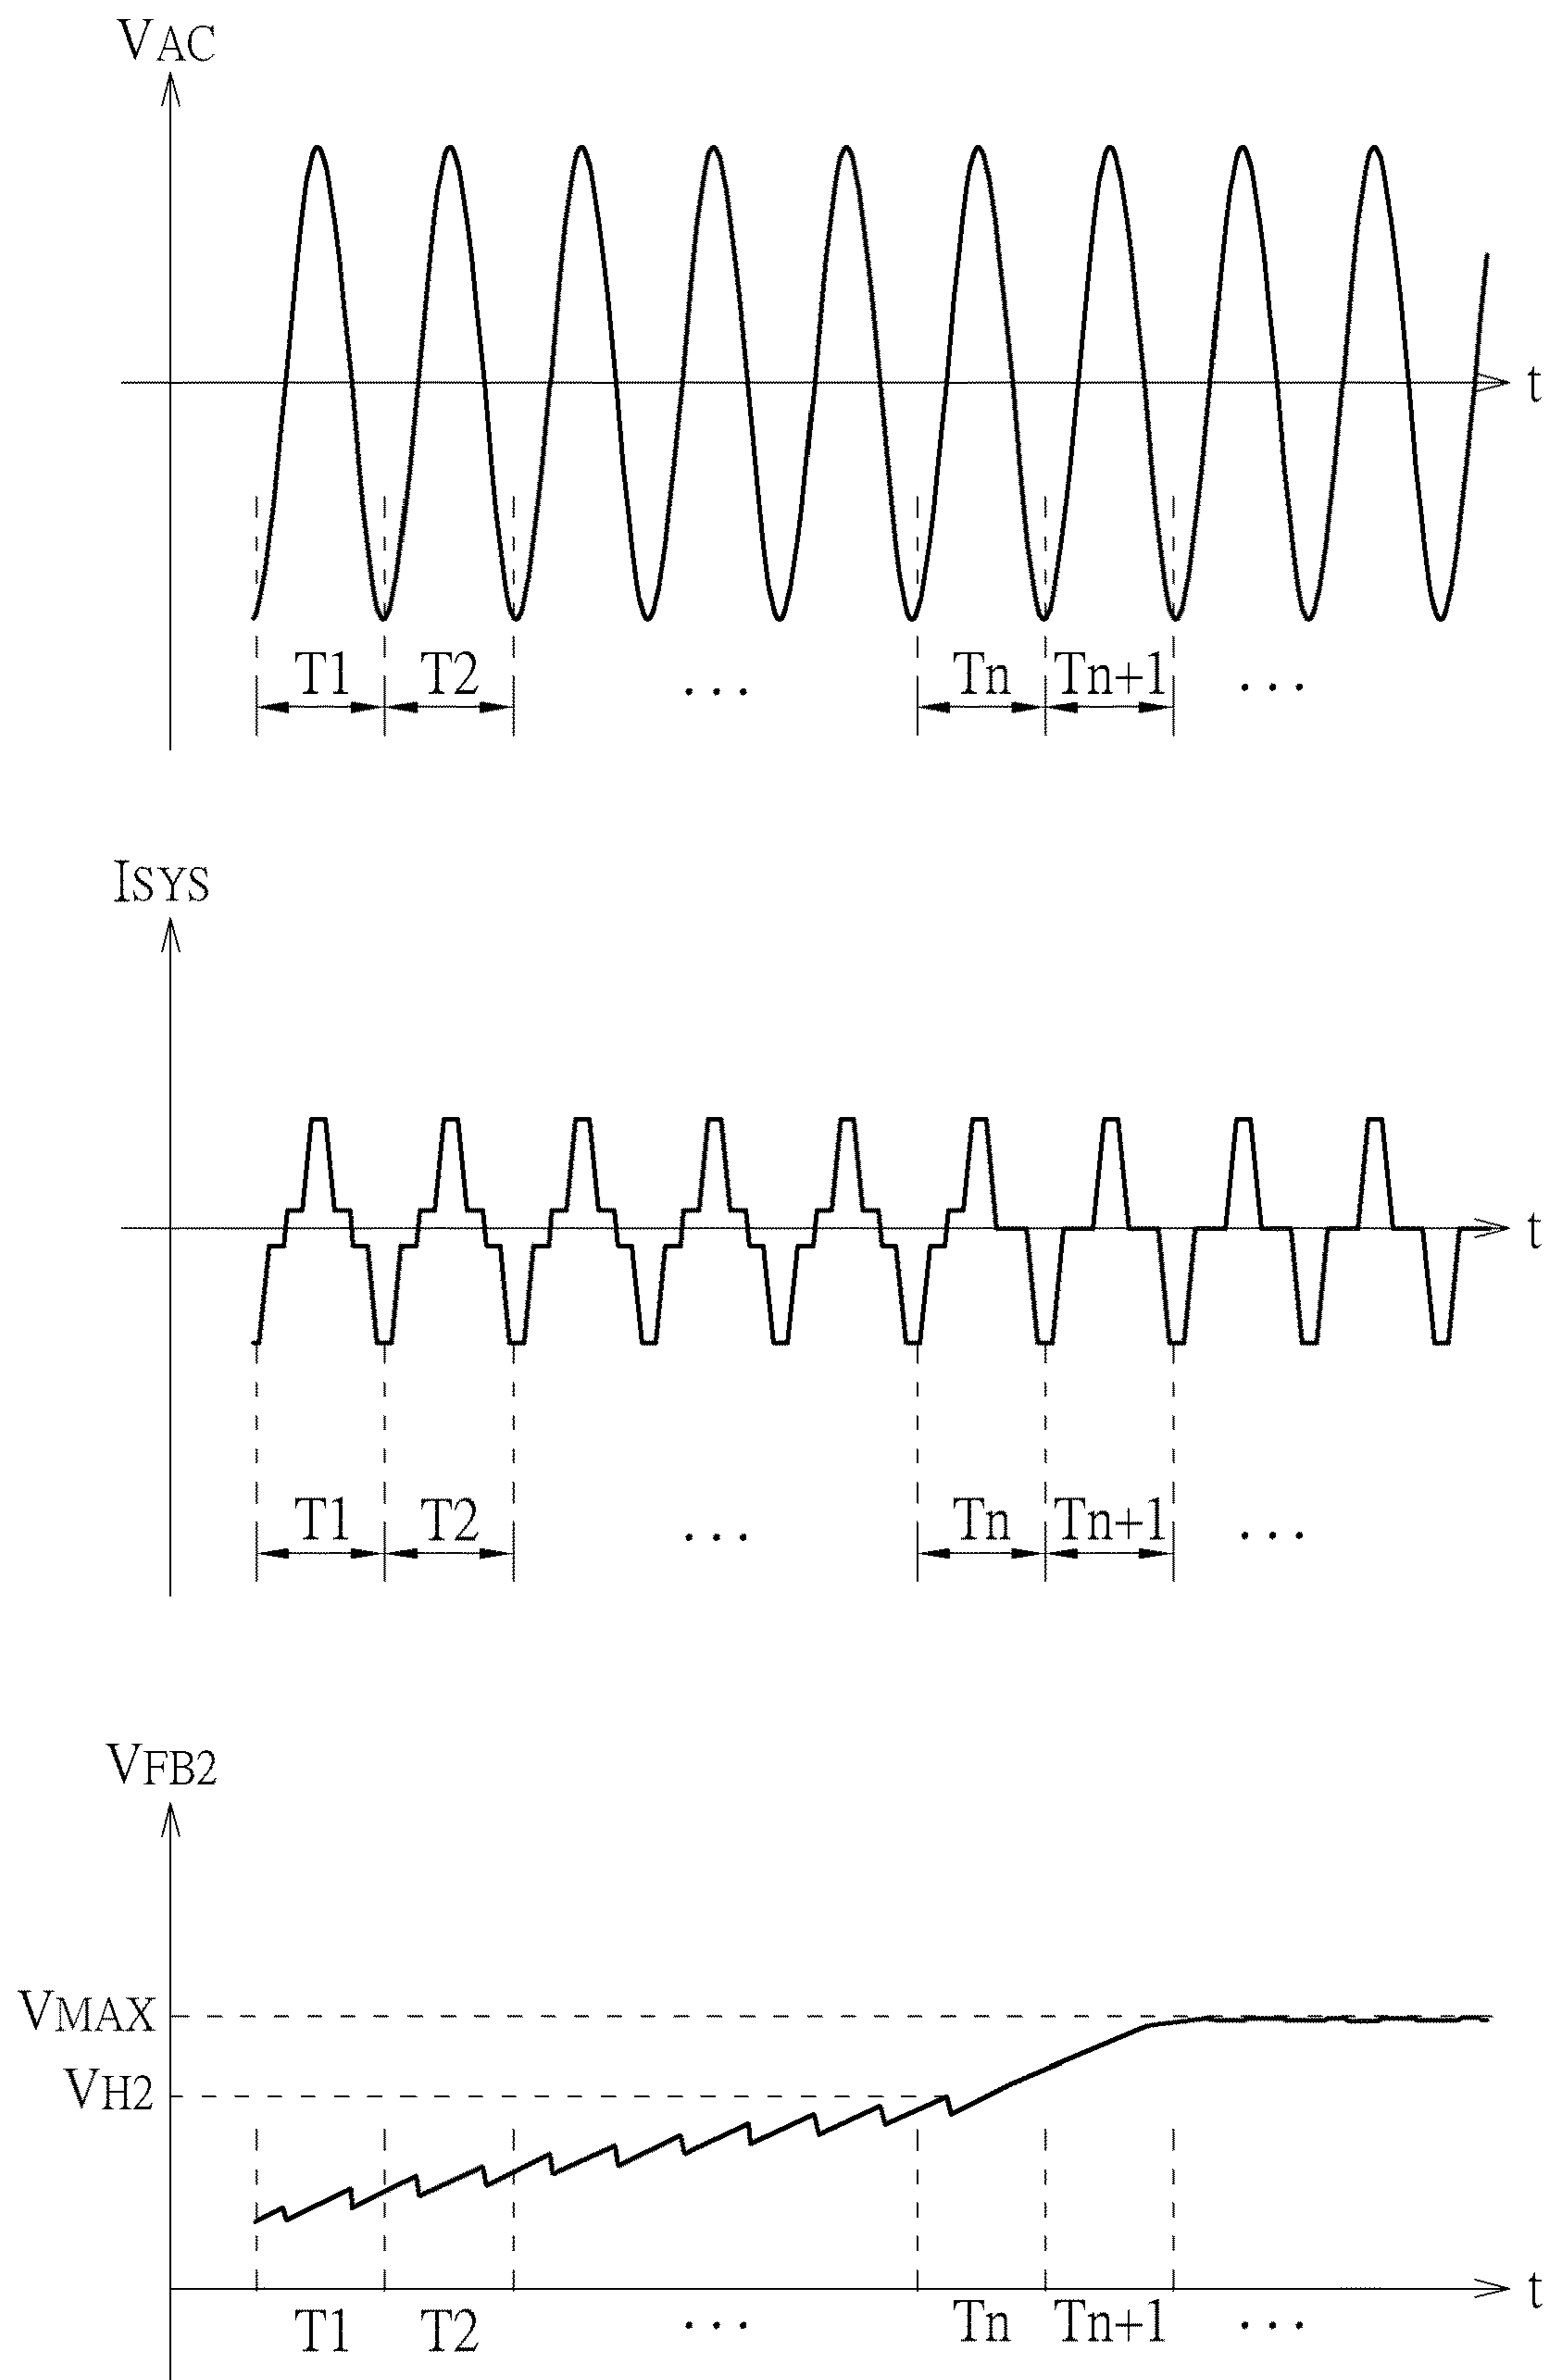 VAC
t
T1 T2 ... Tn Tn+1 ...
ISYS
t
T1 T2 ... Tn Tn+1 ...
VFB2
VMAX
VH2
t
T1 T2 ... Tn Tn+1 ...